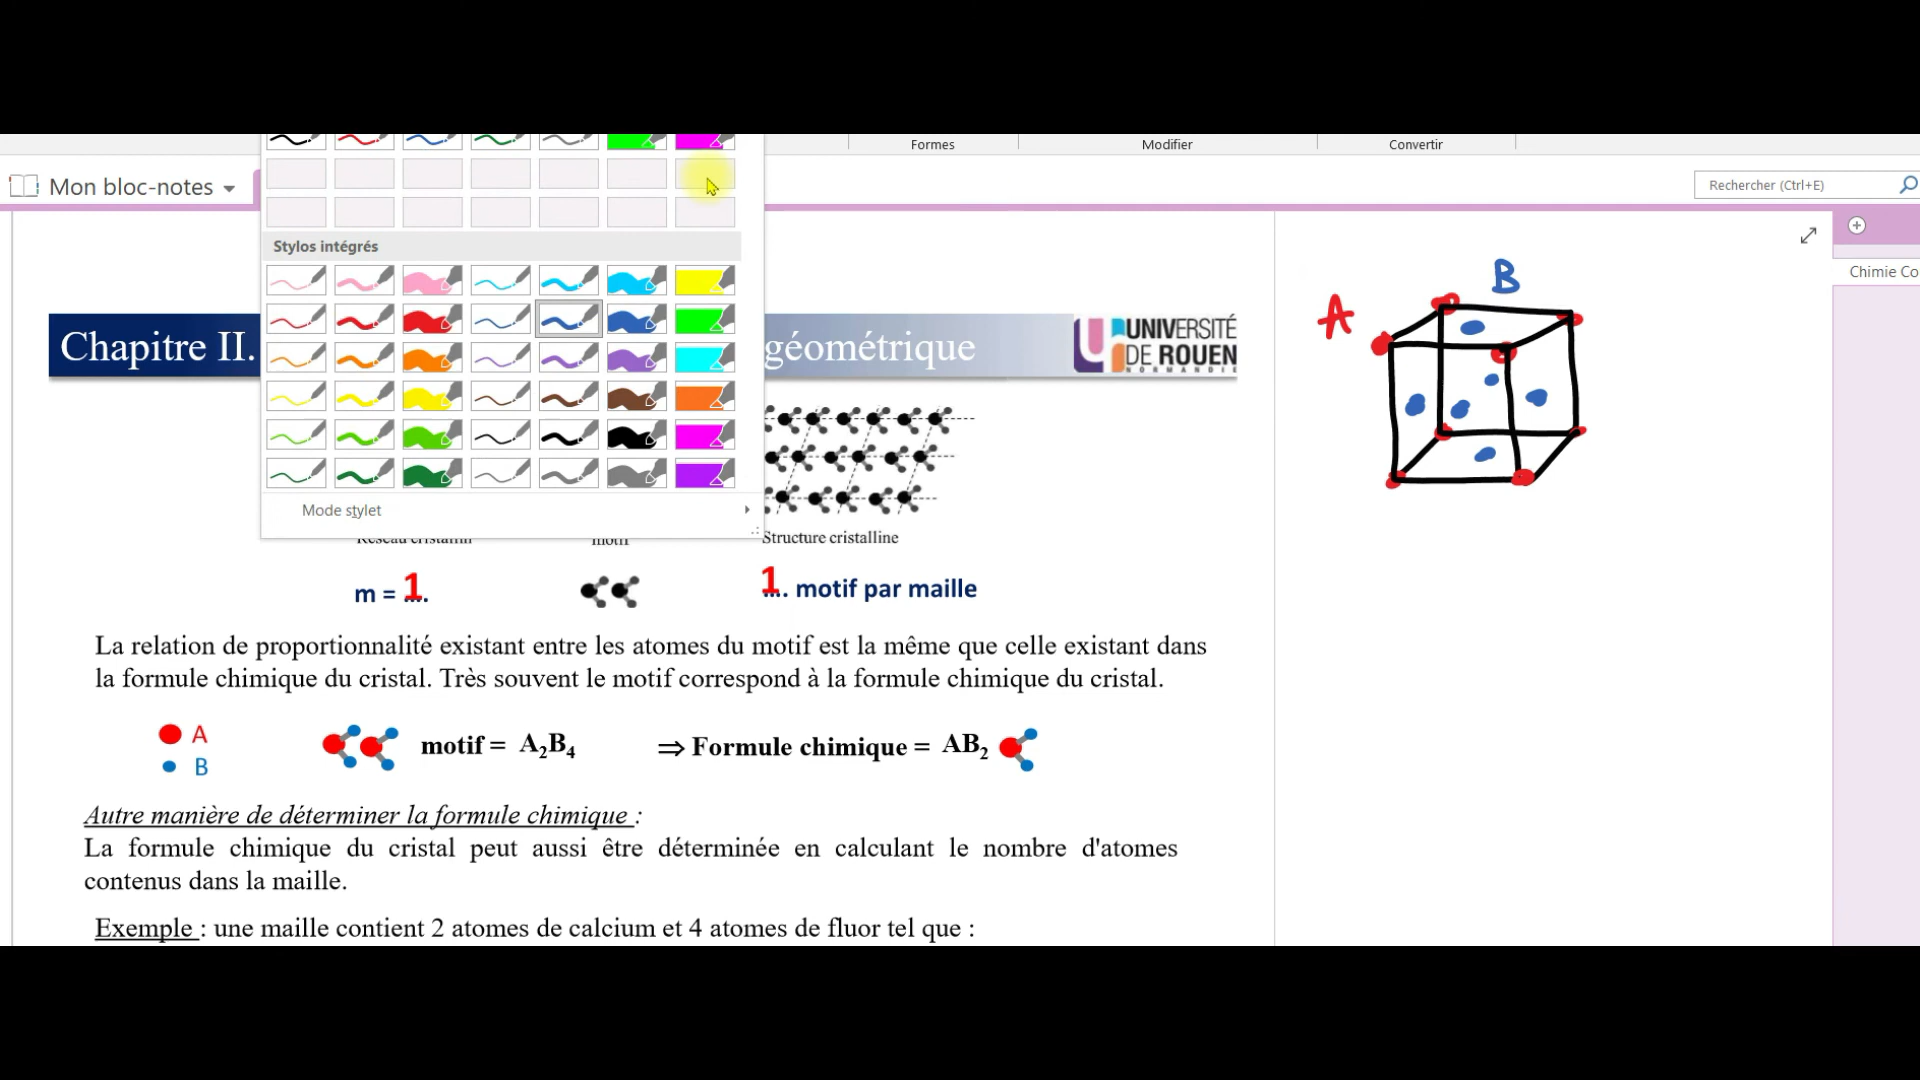 Formes
Modifier
Convertir
Mon bloc-notes
Rechercher (Ctrl+E)
Stylos intégrés
Chimie Co
B
A
Chapitre II.
géométrique
UNIVERSITÉ
DE ROUEN
NORMANDIE
Mode stylet
Réseau cristallin
motif
Structure cristalline
m = 1.
1... motif par maille
La relation de proportionnalité existant entre les atomes du motif est la même que celle existant dans
la formule chimique du cristal. Très souvent le motif correspond à la formule chimique du cristal.
A
B
motif = A₂B₄
⇒ Formule chimique = AB₂
Autre manière de déterminer la formule chimique :
La formule chimique du cristal peut aussi être déterminée en calculant le nombre d'atomes
contenus dans la maille.
Exemple : une maille contient 2 atomes de calcium et 4 atomes de fluor tel que :